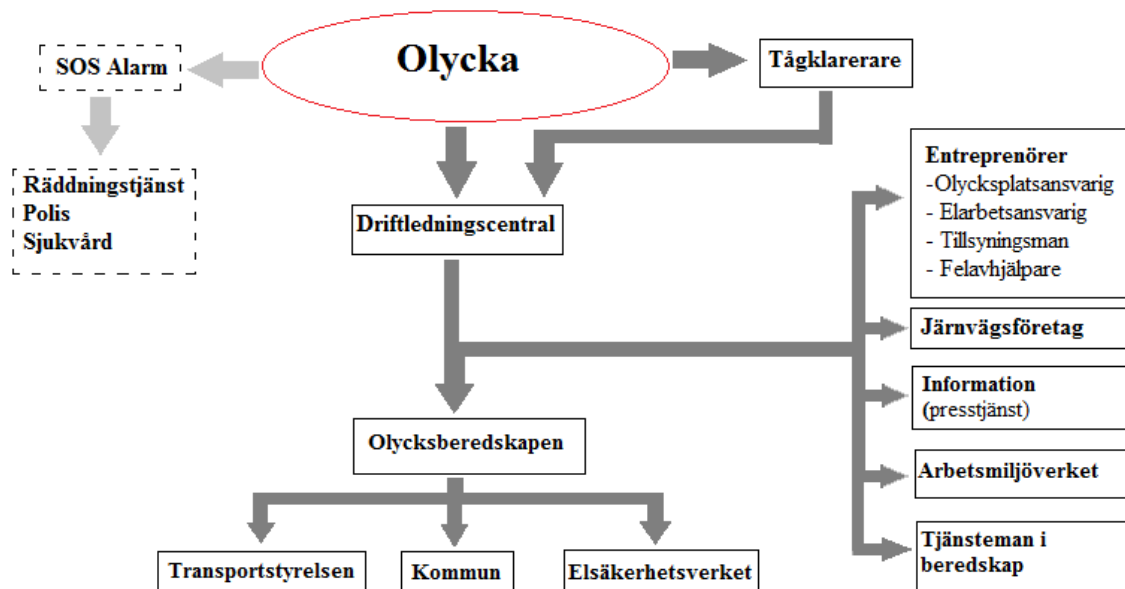 Olycka
SOS Alarm
Tågklarerare
Räddningstjänst
Polis
Sjukvård
Driftledningscentral
Entreprenörer
-Olycksplatsansvarig
- Elarbetsansvarig
- Tillsyningsman
- Felavhjälpare
Järnvägsföretag
Information
(presstjänst)
Arbetsmiljöverket
Tjänsteman i
beredskap
Olycksberedskapen
Transportstyrelsen
Kommun
Elsäkerhetsverket